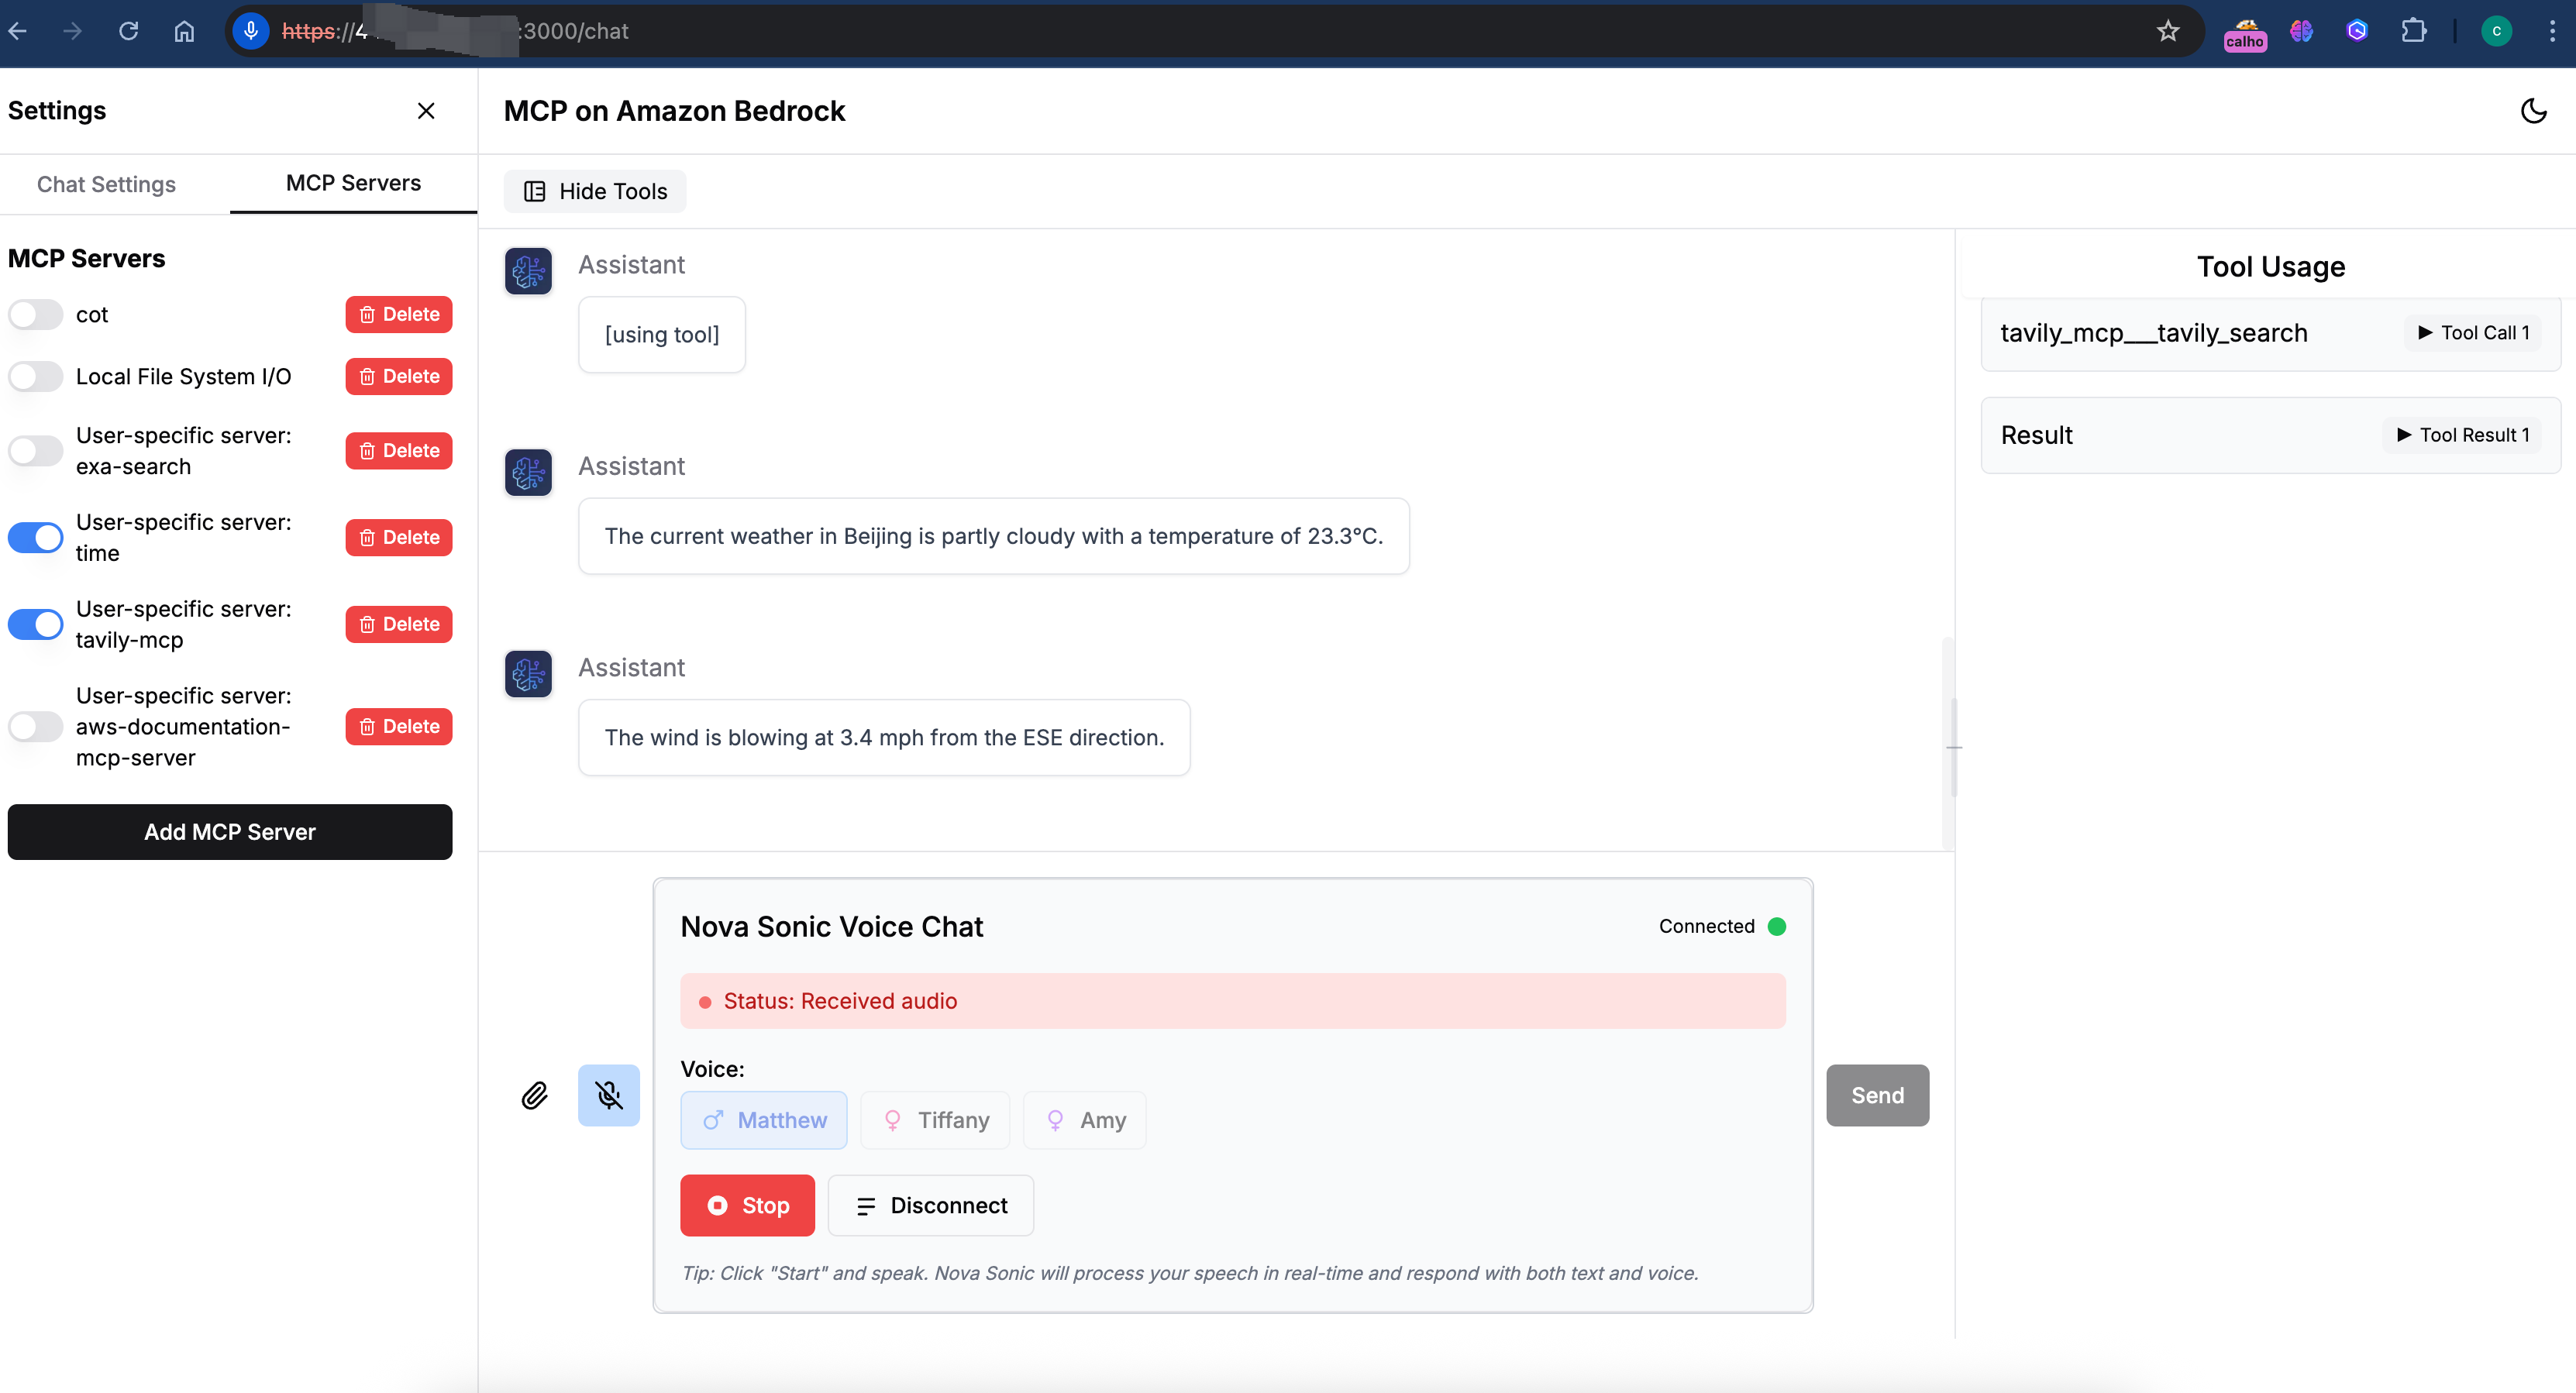 https://4
:3000/chat
calho
C
Settings
MCP on Amazon Bedrock
Chat Settings
MCP Servers
Hide Tools
MCP Servers
cot
Delete
Local File System I/O
Delete
User-specific server:
exa-search
Delete
User-specific server:
time
Delete
User-specific server:
tavily-mcp
Delete
User-specific server:
aws-documentation-
mcp-server
Delete
Add MCP Server
Assistant
[using tool]
Assistant
The current weather in Beijing is partly cloudy with a temperature of 23.3°C.
Assistant
The wind is blowing at 3.4 mph from the ESE direction.
Tool Usage
tavily_mcp___tavily_search
▶ Tool Call 1
Result
▶ Tool Result 1
Nova Sonic Voice Chat
Connected
Status: Received audio
Voice:
♂ Matthew
♀ Tiffany
♀ Amy
Stop
Disconnect
Tip: Click "Start" and speak. Nova Sonic will process your speech in real-time and respond with both text and voice.
Send